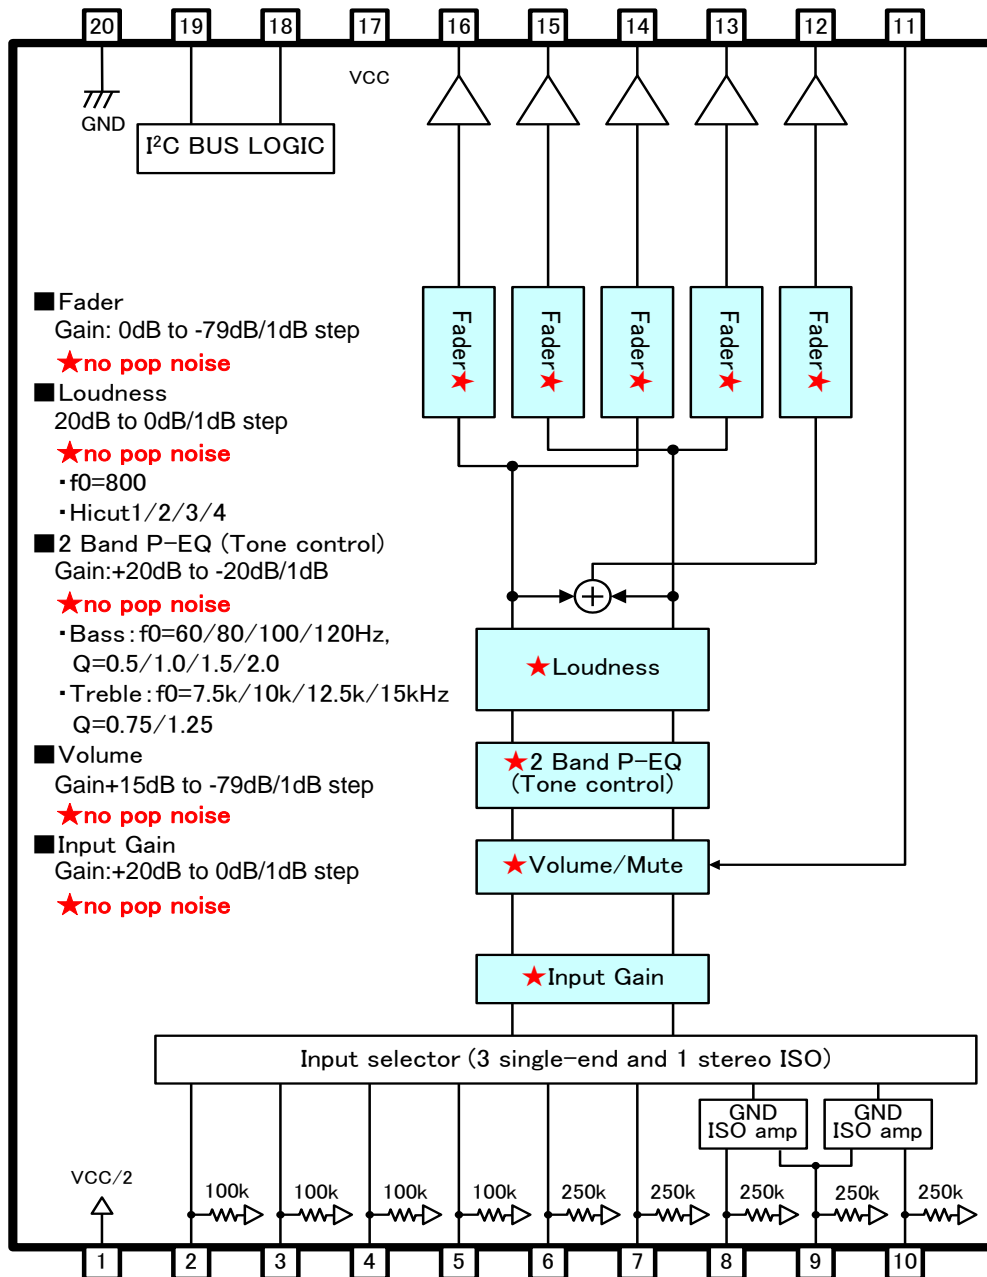 20 19 18 17 16 15 14 13 12 11
GND
VCC
I²C BUS LOGIC
■Fader
Gain: 0dB to -79dB/1dB step
★no pop noise
■Loudness
20dB to 0dB/1dB step
★no pop noise
・f0=800
・Hicut1/2/3/4
■2 Band P-EQ (Tone control)
Gain:+20dB to -20dB/1dB
★no pop noise
・Bass:f0=60/80/100/120Hz,
Q=0.5/1.0/1.5/2.0
・Treble:f0=7.5k/10k/12.5k/15kHz
Q=0.75/1.25
■Volume
Gain+15dB to -79dB/1dB step
★no pop noise
■Input Gain
Gain:+20dB to 0dB/1dB step
★no pop noise
Fader★
Fader★
Fader★
Fader★
Fader★
★Loudness
★2 Band P-EQ
(Tone control)
★Volume/Mute
★Input Gain
Input selector (3 single-end and 1 stereo ISO)
GND
ISO amp
GND
ISO amp
VCC/2
100k 100k 100k 100k 250k 250k 250k 250k 250k
1 2 3 4 5 6 7 8 9 10